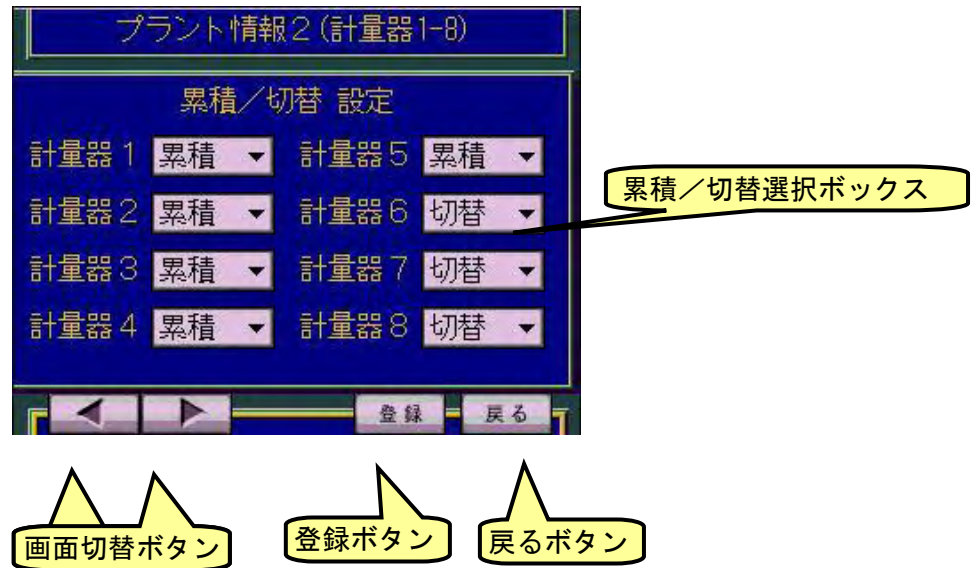 プラント情報２(計量器1-8)
累積／切替 設定
計量器１ 累積 計量器５ 累積
計量器２ 累積 計量器６ 切替
計量器３ 累積 計量器７ 切替
計量器４ 累積 計量器８ 切替
累積／切替選択ボックス
登録 戻る
画面切替ボタン 登録ボタン 戻るボタン